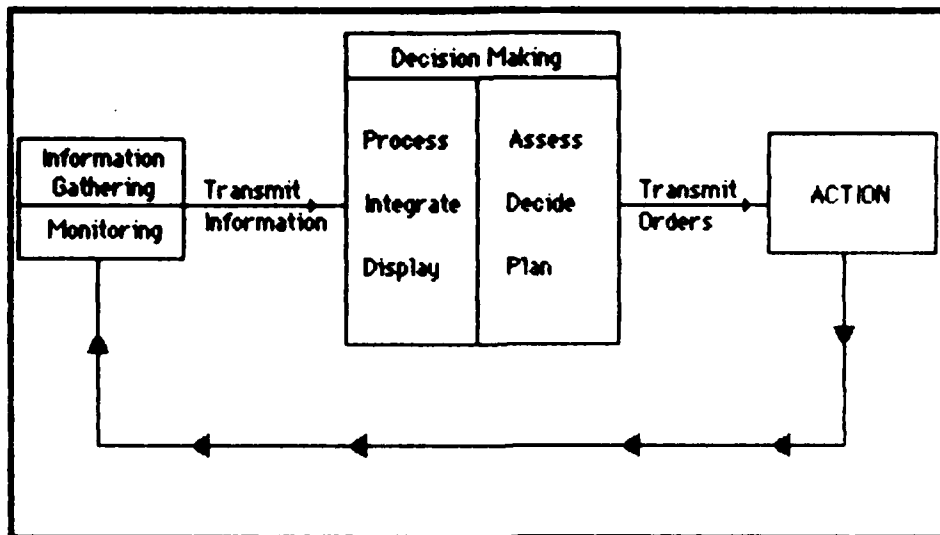 Decision Making
Information
Gathering
Monitoring
Transmit
Information
Process
Integrate
Display
Assess
Decide
Plan
Transmit
Orders
ACTION